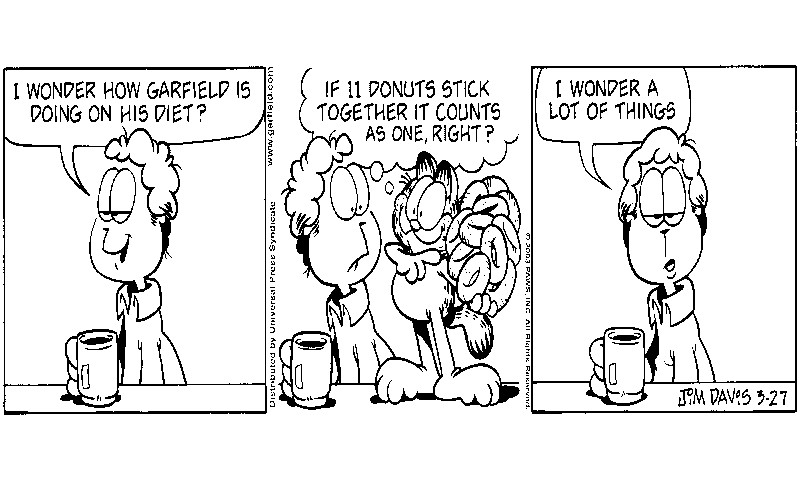 I WONDER HOW GARFIELD IS
DOING ON HIS DIET?
www.garfield.com
Distributed by Universal Press Syndicate
IF 11 DONUTS STICK
TOGETHER IT COUNTS
AS ONE, RIGHT?
© 2003 PAWS, INC. All Rights Reserved.
I WONDER A
LOT OF THINGS
JIM DAVIS 3-27